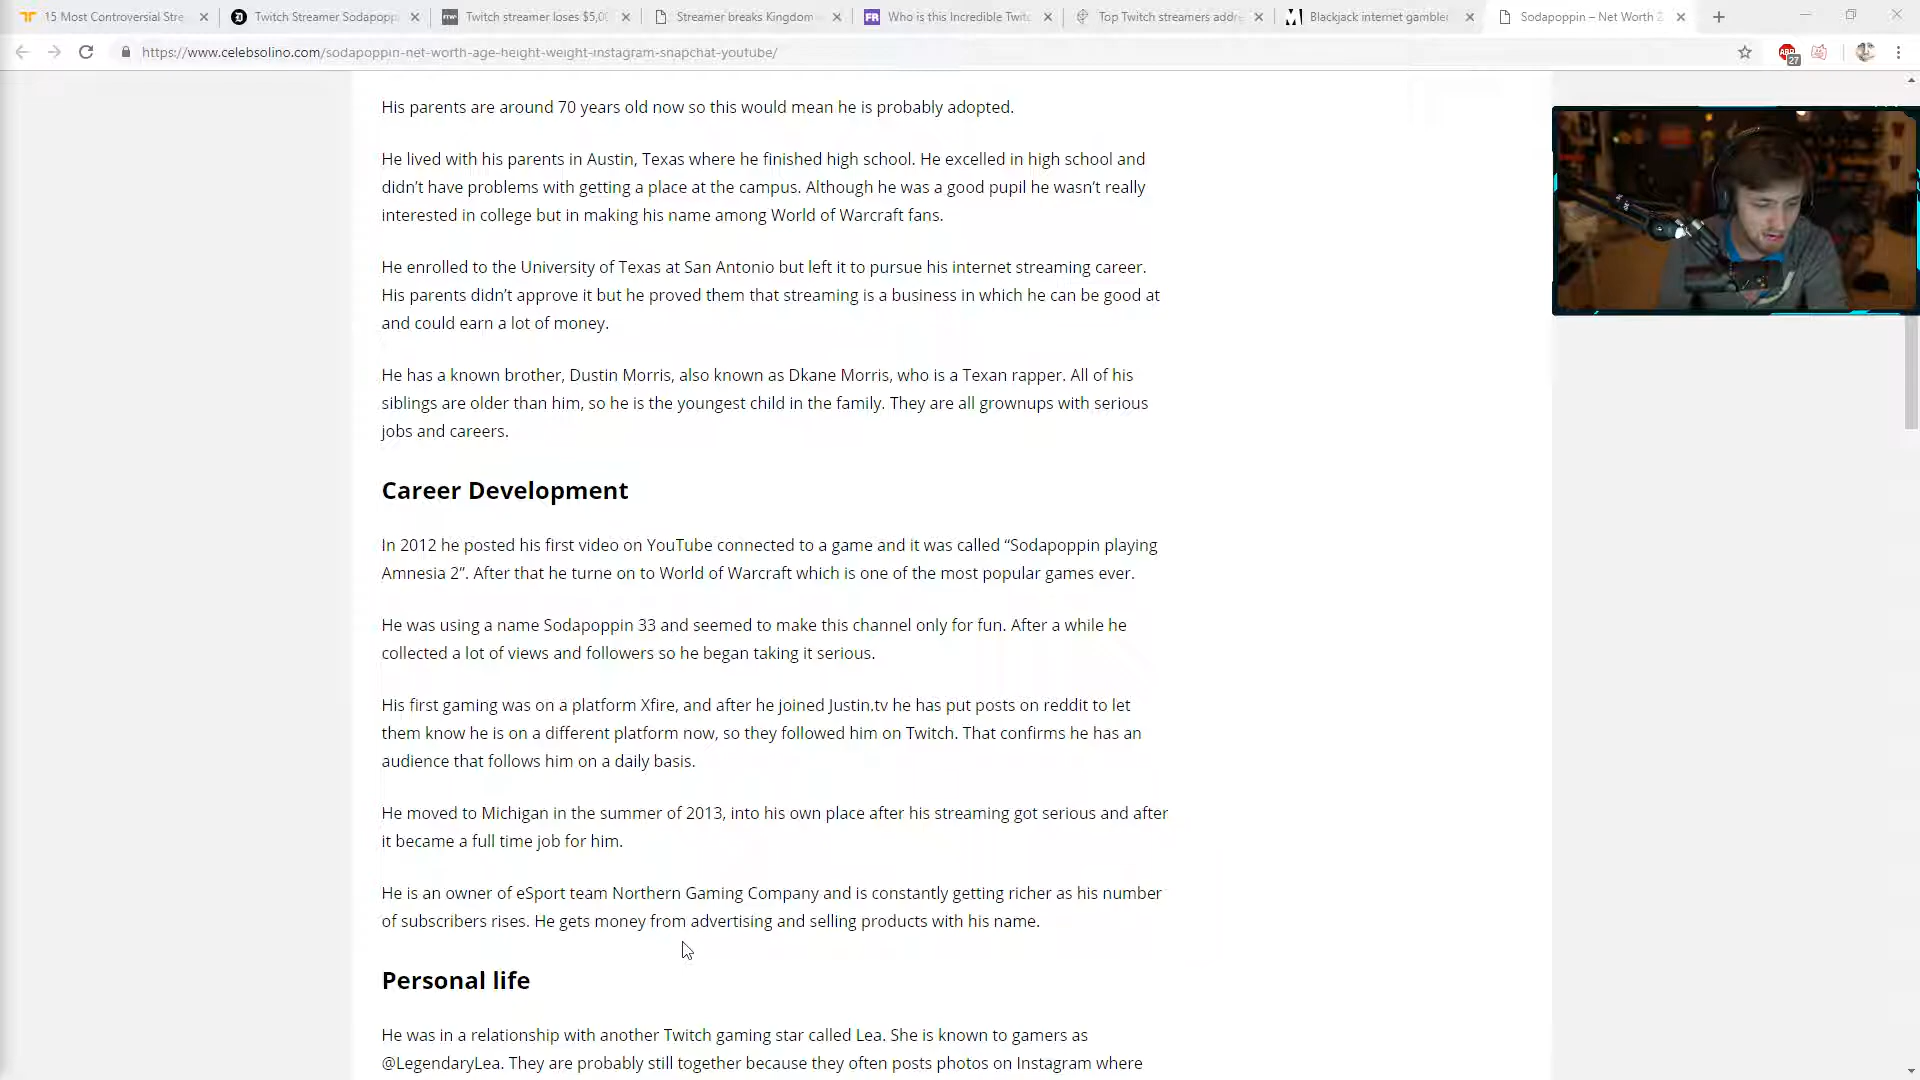 15 Most Controversial Stre
Twitch Streamer Sodapopp
Twitch streamer loses $5,0
Streamer breaks Kingdom
Who is this Incredible Twit
Top Twitch streamers addr
Blackjack internet gambler
Sodapoppin – Net Worth 2
https://www.celebsolino.com/sodapoppin-net-worth-age-height-weight-instagram-snapchat-youtube/
ABP
27
His parents are around 70 years old now so this would mean he is probably adopted.
He lived with his parents in Austin, Texas where he finished high school. He excelled in high school and
didn’t have problems with getting a place at the campus. Although he was a good pupil he wasn’t really
interested in college but in making his name among World of Warcraft fans.
He enrolled to the University of Texas at San Antonio but left it to pursue his internet streaming career.
His parents didn’t approve it but he proved them that streaming is a business in which he can be good at
and could earn a lot of money.
He has a known brother, Dustin Morris, also known as Dkane Morris, who is a Texan rapper. All of his
siblings are older than him, so he is the youngest child in the family. They are all grownups with serious
jobs and careers.
Career Development
In 2012 he posted his first video on YouTube connected to a game and it was called “Sodapoppin playing
Amnesia 2”. After that he turne on to World of Warcraft which is one of the most popular games ever.
He was using a name Sodapoppin 33 and seemed to make this channel only for fun. After a while he
collected a lot of views and followers so he began taking it serious.
His first gaming was on a platform Xfire, and after he joined Justin.tv he has put posts on reddit to let
them know he is on a different platform now, so they followed him on Twitch. That confirms he has an
audience that follows him on a daily basis.
He moved to Michigan in the summer of 2013, into his own place after his streaming got serious and after
it became a full time job for him.
He is an owner of eSport team Northern Gaming Company and is constantly getting richer as his number
of subscribers rises. He gets money from advertising and selling products with his name.
Personal life
He was in a relationship with another Twitch gaming star called Lea. She is known to gamers as
@LegendaryLea. They are probably still together because they often posts photos on Instagram where